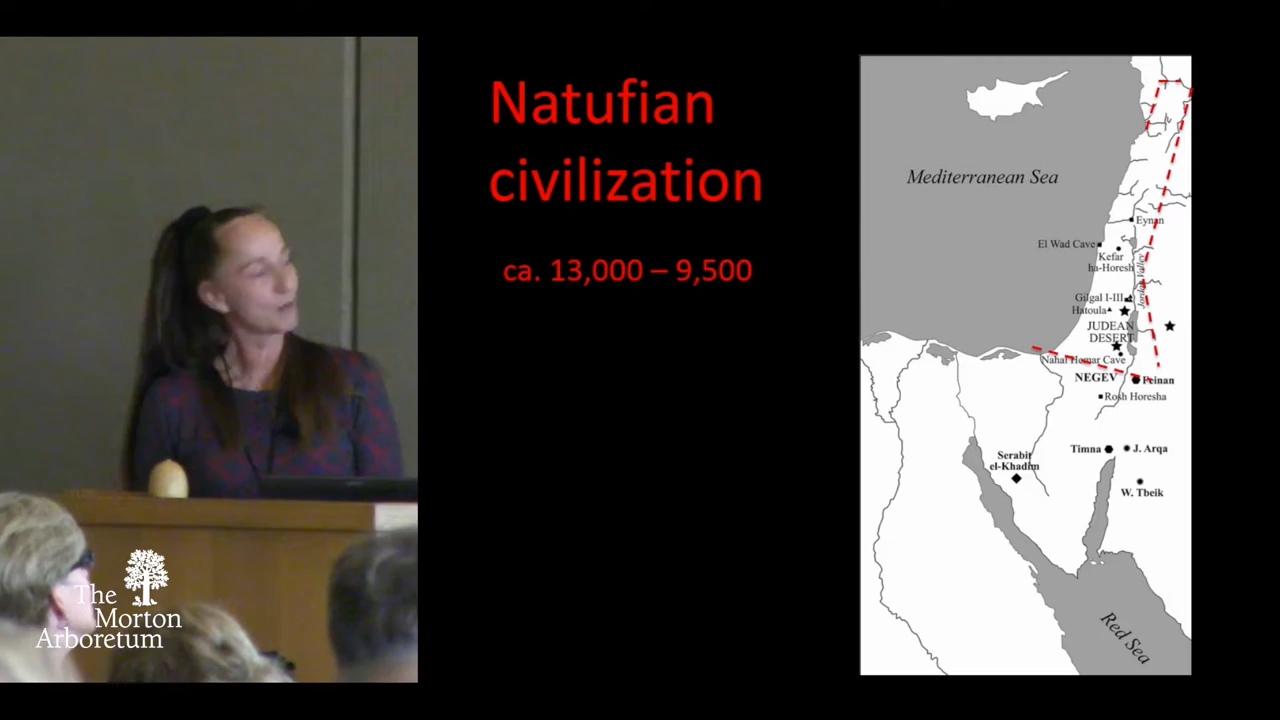 Natufian
civilization
ca. 13,000 – 9,500
Mediterranean Sea
Eynan
El Wad Cave
Kefar
ha-Horesh
Jordan Valley
Gilgal I-III
Hatoula
JUDEAN
DESERT
Nahal Hemar Cave
NEGEV
Feinan
Rosh Horesha
Timna
J. Arqa
Serabit
el-Khadim
W. Tbeik
Red Sea
The
Morton
Arboretum